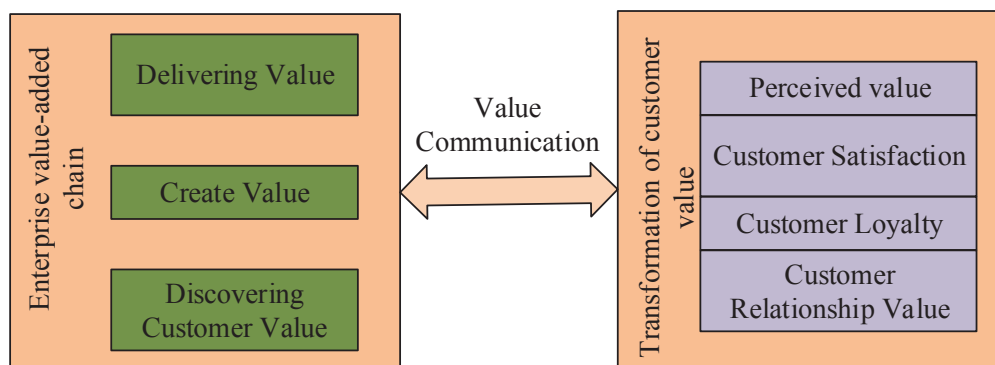 Enterprise value-added
chain
Delivering Value
Create Value
Discovering
Customer Value
Value
Communication
Transformation of customer
value
Perceived value
Customer Satisfaction
Customer Loyalty
Customer
Relationship Value